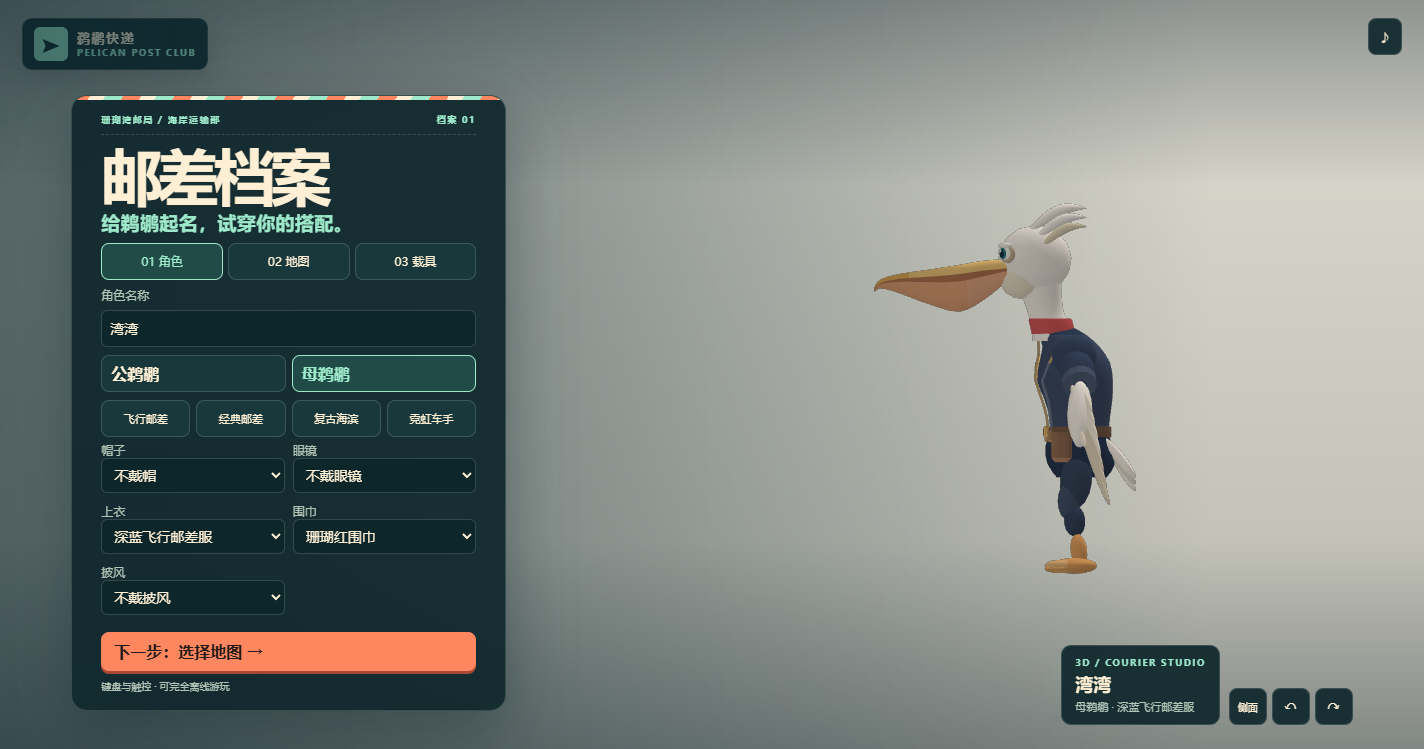 鹈鹕快递
PELICAN POST CLUB
♪
珊瑚湾邮局 / 海岸运输部
档案 01
邮差档案
给鹈鹕起名，试穿你的搭配。
01 角色
02 地图
03 载具
角色名称
湾湾
公鹈鹕
母鹈鹕
飞行邮差
经典邮差
复古海滨
霓虹车手
帽子
眼镜
不戴帽
不戴眼镜
上衣
围巾
深蓝飞行邮差服
珊瑚红围巾
披风
不戴披风
下一步：选择地图 →
键盘与触控 · 可完全离线游玩
3D / COURIER STUDIO
湾湾
母鹈鹕 · 深蓝飞行邮差服
侧面
↶
↷